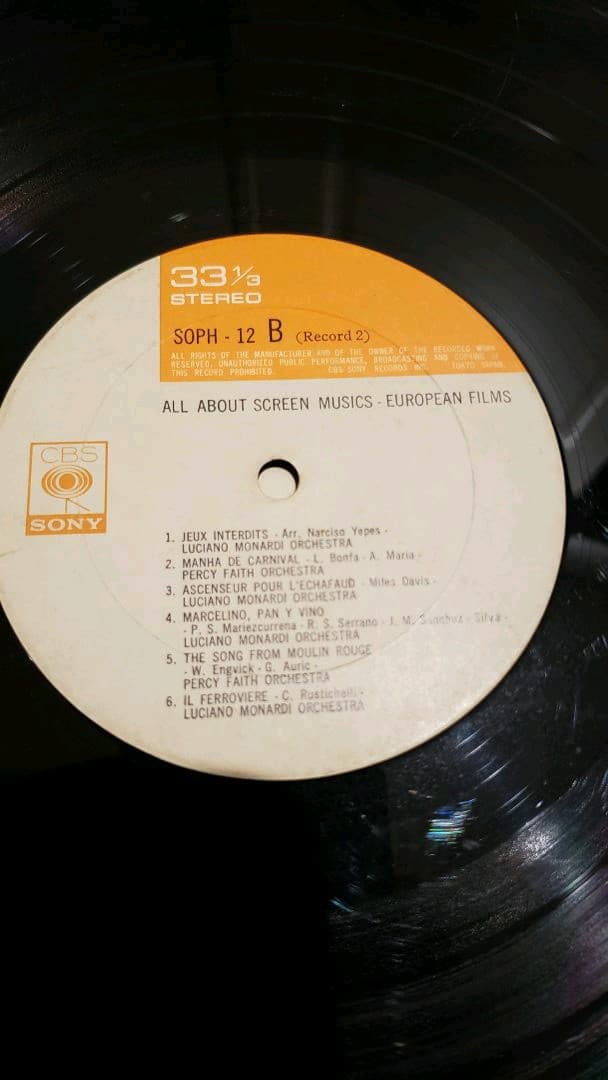 33 1/3
STEREO
SOPH - 12 B (Record 2)
ALL RIGHTS OF THE MANUFACTURER AND OF THE OWNER OF THE RECORDED WORK
RESERVED. UNAUTHORIZED PUBLIC PERFORMANCE, BROADCASTING AND COPYING OF
THIS RECORD PROHIBITED. CBS SONY RECORDS INC. TOKYO JAPAN.
ALL ABOUT SCREEN MUSICS - EUROPEAN FILMS
CBS
SONY
1. JEUX INTERDITS - Arr. Narciso Yepes -
LUCIANO MONARDI ORCHESTRA
2. MANHA DE CARNIVAL - L. Bonfa - A. Maria -
PERCY FAITH ORCHESTRA
3. ASCENSEUR POUR L'ECHAFAUD - Miles Davis -
LUCIANO MONARDI ORCHESTRA
4. MARCELINO, PAN Y VINO
- P. S. Mariezcurrena - R. S. Serrano - J. M. Sanchez - Silva -
LUCIANO MONARDI ORCHESTRA
5. THE SONG FROM MOULIN ROUGE
- W. Engvick - G. Auric -
PERCY FAITH ORCHESTRA
6. IL FERROVIERE - C. Rustichelli -
LUCIANO MONARDI ORCHESTRA